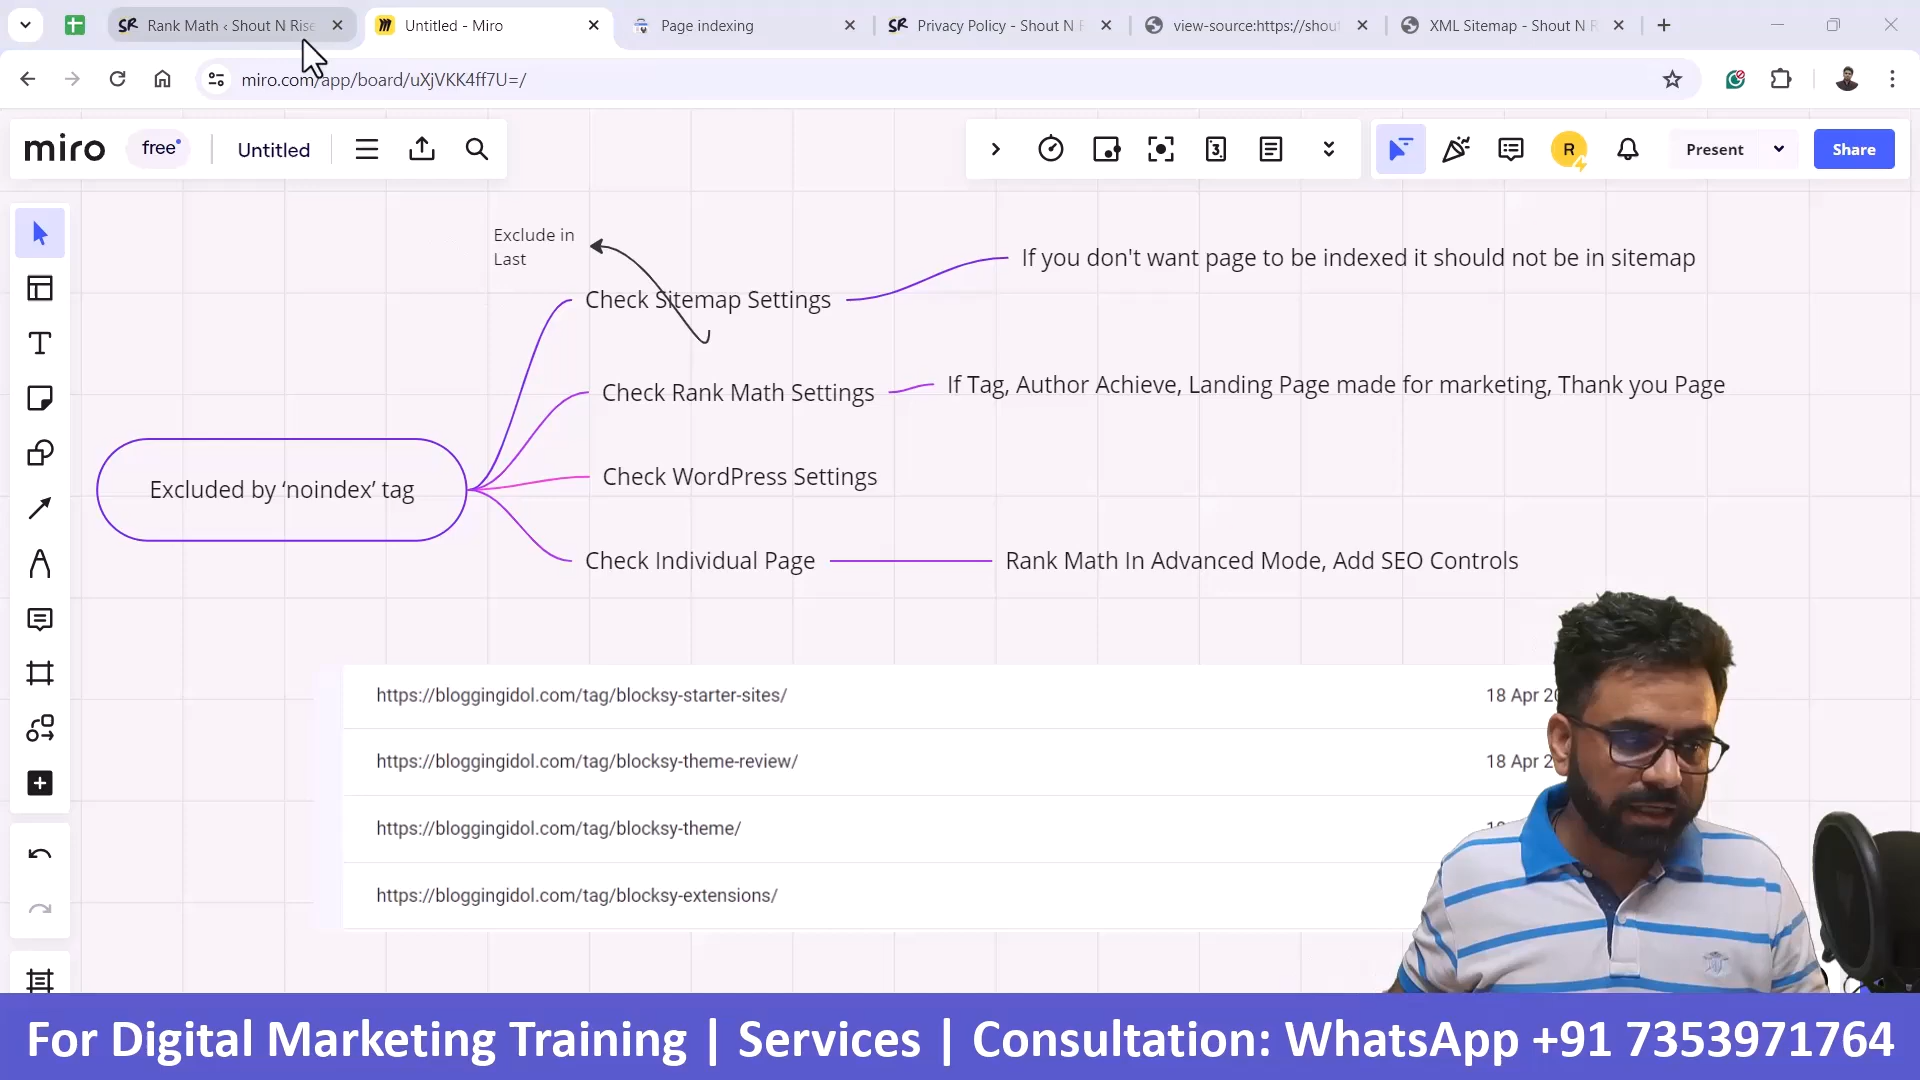 Rank Math ‹ Shout N Rise
Untitled - Miro
Page indexing
Privacy Policy - Shout N R
view-source:https://shout
XML Sitemap - Shout N R
miro.com/app/board/uXjVKK4ff7U=/
miro
free
Untitled
3
R
Present
Share
Exclude in
Last
If you don't want page to be indexed it should not be in sitemap
Check Sitemap Settings
Check Rank Math Settings
If Tag, Author Achieve, Landing Page made for marketing, Thank you Page
Check WordPress Settings
Excluded by ‘noindex’ tag
Check Individual Page
Rank Math In Advanced Mode, Add SEO Controls
https://bloggingidol.com/tag/blocksy-starter-sites/
18 Apr
https://bloggingidol.com/tag/blocksy-theme-review/
18 Apr
https://bloggingidol.com/tag/blocksy-theme/
https://bloggingidol.com/tag/blocksy-extensions/
For Digital Marketing Training | Services | Consultation: WhatsApp +91 7353971764